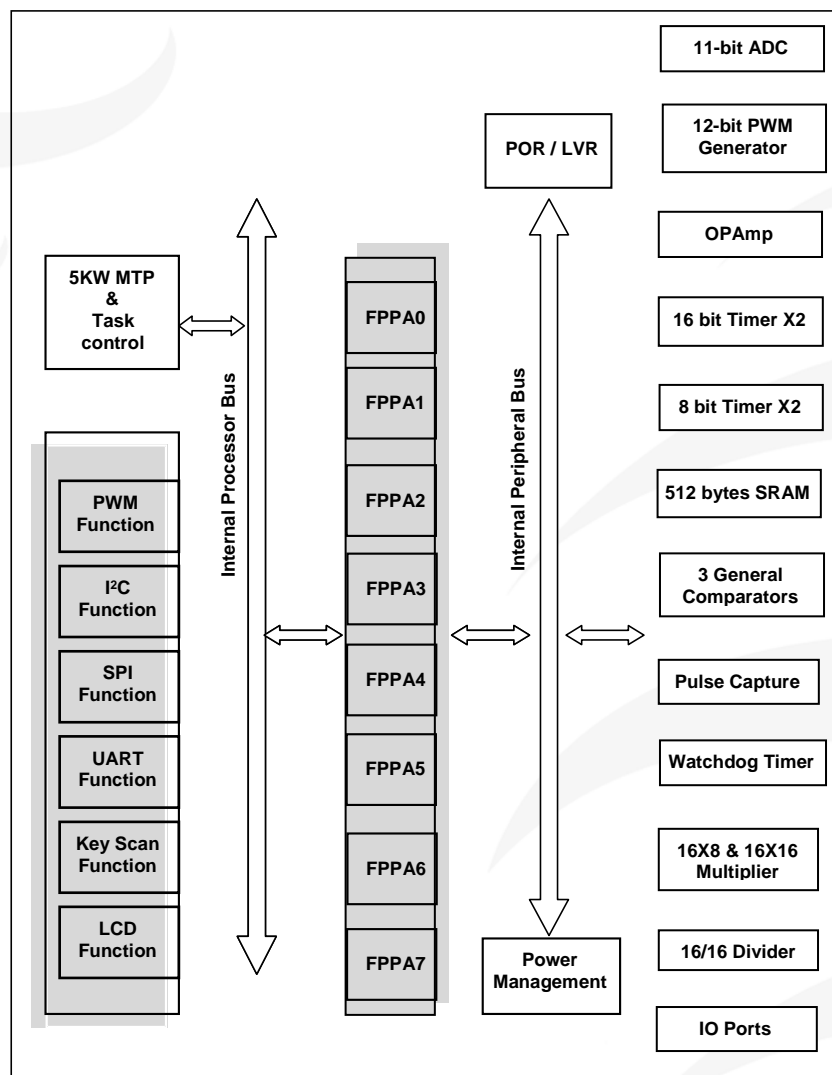 5KW MTP
&
Task
control
PWM
Function
I²C
Function
SPI
Function
UART
Function
Key Scan
Function
LCD
Function
Internal Processor Bus
FPPA0
FPPA1
FPPA2
FPPA3
FPPA4
FPPA5
FPPA6
FPPA7
POR / LVR
Internal Peripheral Bus
Power
Management
11-bit ADC
12-bit PWM
Generator
OPAmp
16 bit Timer X2
8 bit Timer X2
512 bytes SRAM
3 General
Comparators
Pulse Capture
Watchdog Timer
16X8 & 16X16
Multiplier
16/16 Divider
IO Ports